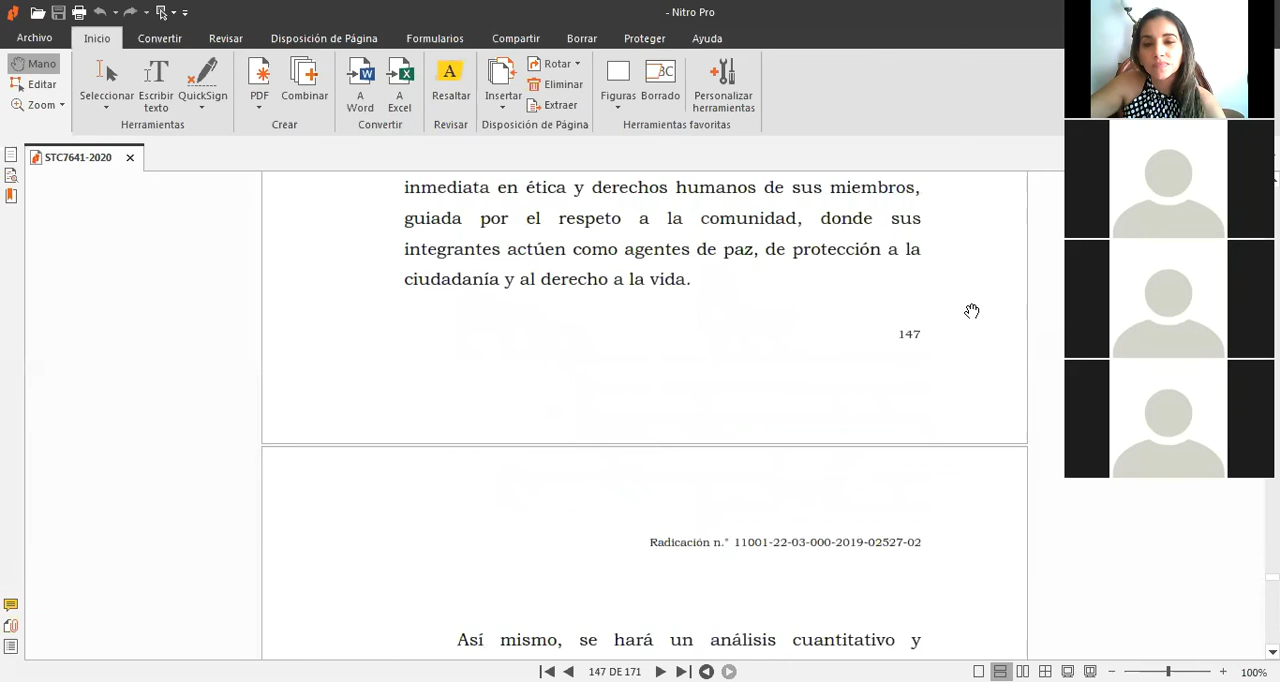 - Nitro Pro
Archivo
Inicio
Convertir
Revisar
Disposición de Página
Formularios
Compartir
Borrar
Proteger
Ayuda
Mano
Editar
Zoom
Seleccionar
Escribir
texto
QuickSign
Herramientas
PDF
Combinar
Crear
A
Word
A
Excel
Convertir
Resaltar
Revisar
Insertar
Rotar
Eliminar
Extraer
Disposición de Página
Figuras
Borrado
Personalizar
herramientas
Herramientas favoritas
STC7641-2020
inmediata en ética y derechos humanos de sus miembros,
guiada por el respeto a la comunidad, donde sus
integrantes actúen como agentes de paz, de protección a la
ciudadanía y al derecho a la vida.
147
Radicación n.° 11001-22-03-000-2019-02527-02
Así mismo, se hará un análisis cuantitativo y
147 DE 171
100%